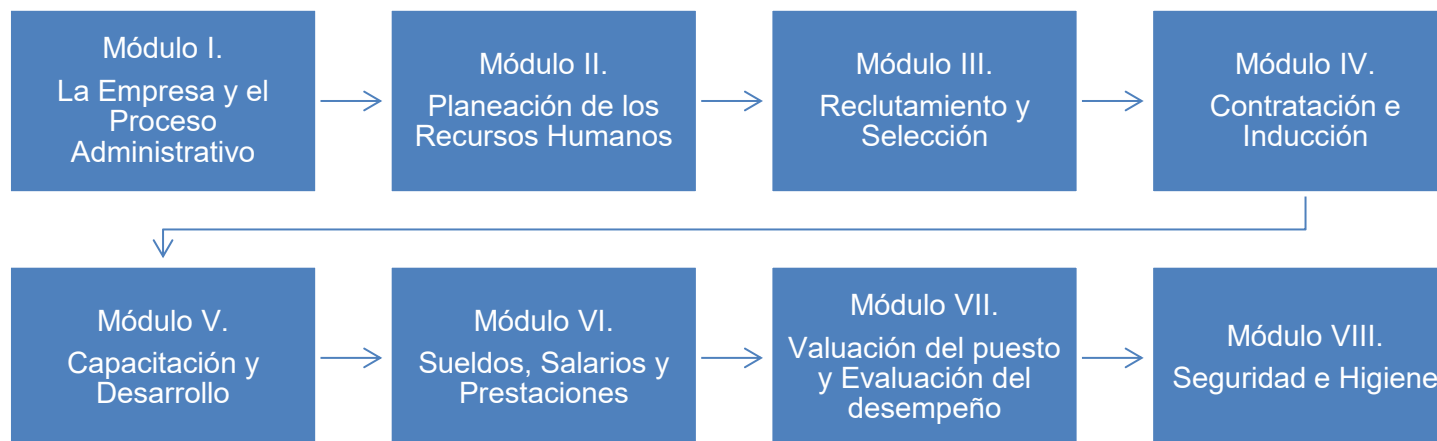 Módulo I.
La Empresa y el
Proceso
Administrativo
Módulo II.
Planeación de los
Recursos Humanos
Módulo III.
Reclutamiento y
Selección
Módulo IV.
Contratación e
Inducción
Módulo V.
Capacitación y
Desarrollo
Módulo VI.
Sueldos, Salarios y
Prestaciones
Módulo VII.
Valuación del puesto
y Evaluación del
desempeño
Módulo VIII.
Seguridad e Higiene